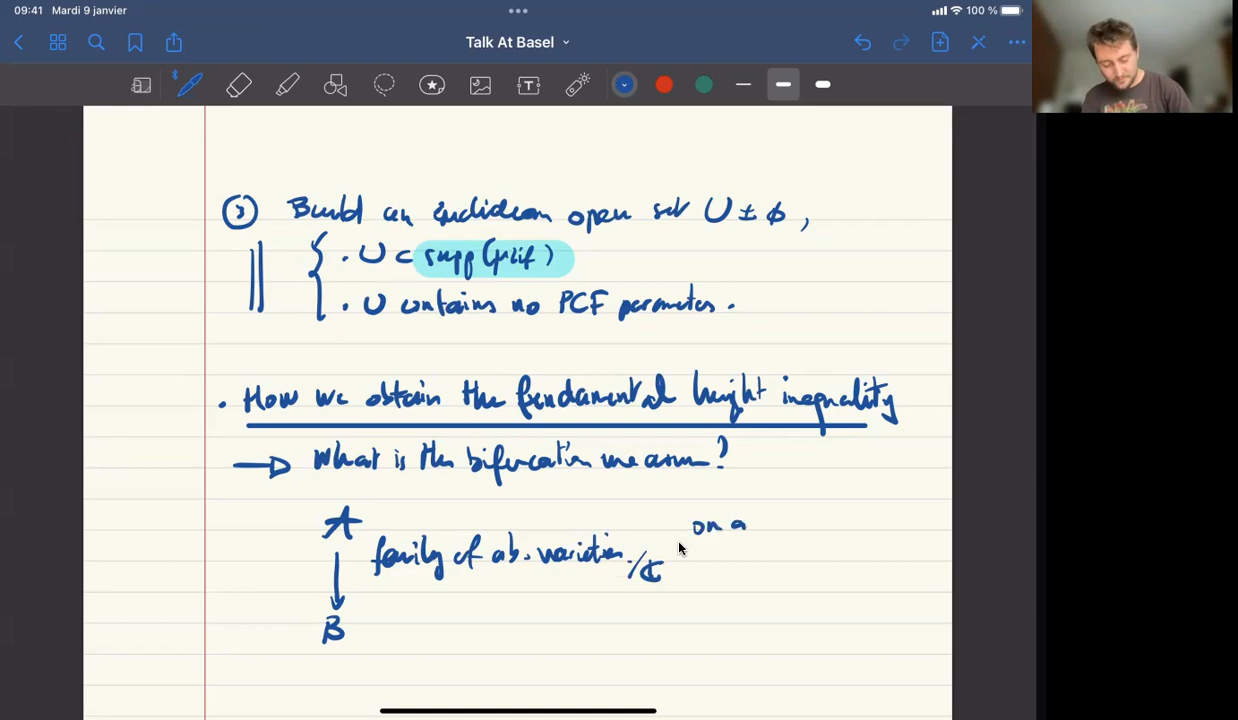 09:41 Mardi 9 janvier
100 %
Talk At Basel
③ Build an Euclidean open set U ≠ ∅,
{ . U ⊂ supp(μbif)
. U contains no PCF parameter.
. How we obtain the fundamental height inequality
→ What is the bifurcation measure?
on a
A
family of ab. varieties /ℂ
↓
B